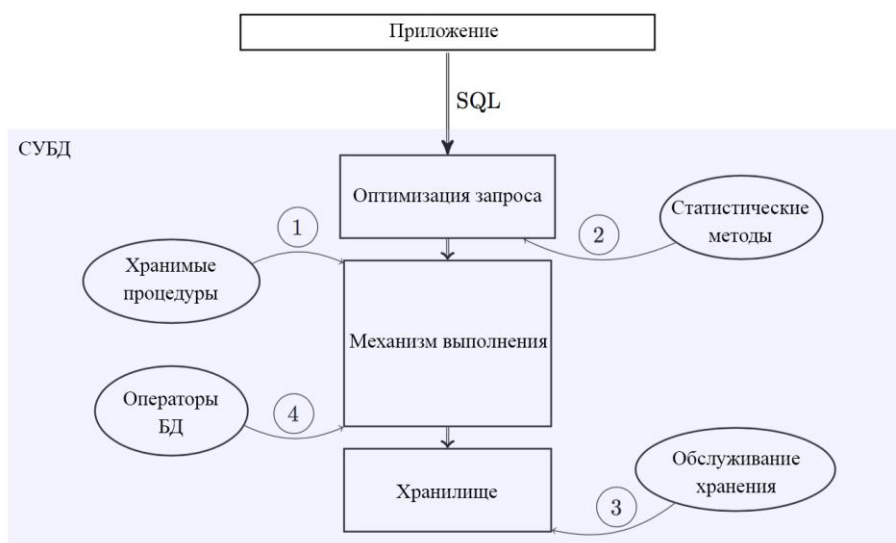 Приложение
SQL
СУБД
Оптимизация запроса
Статистические
методы
1
2
Хранимые
процедуры
Механизм выполнения
Операторы
БД
4
Обслуживание
хранения
Хранилище
3